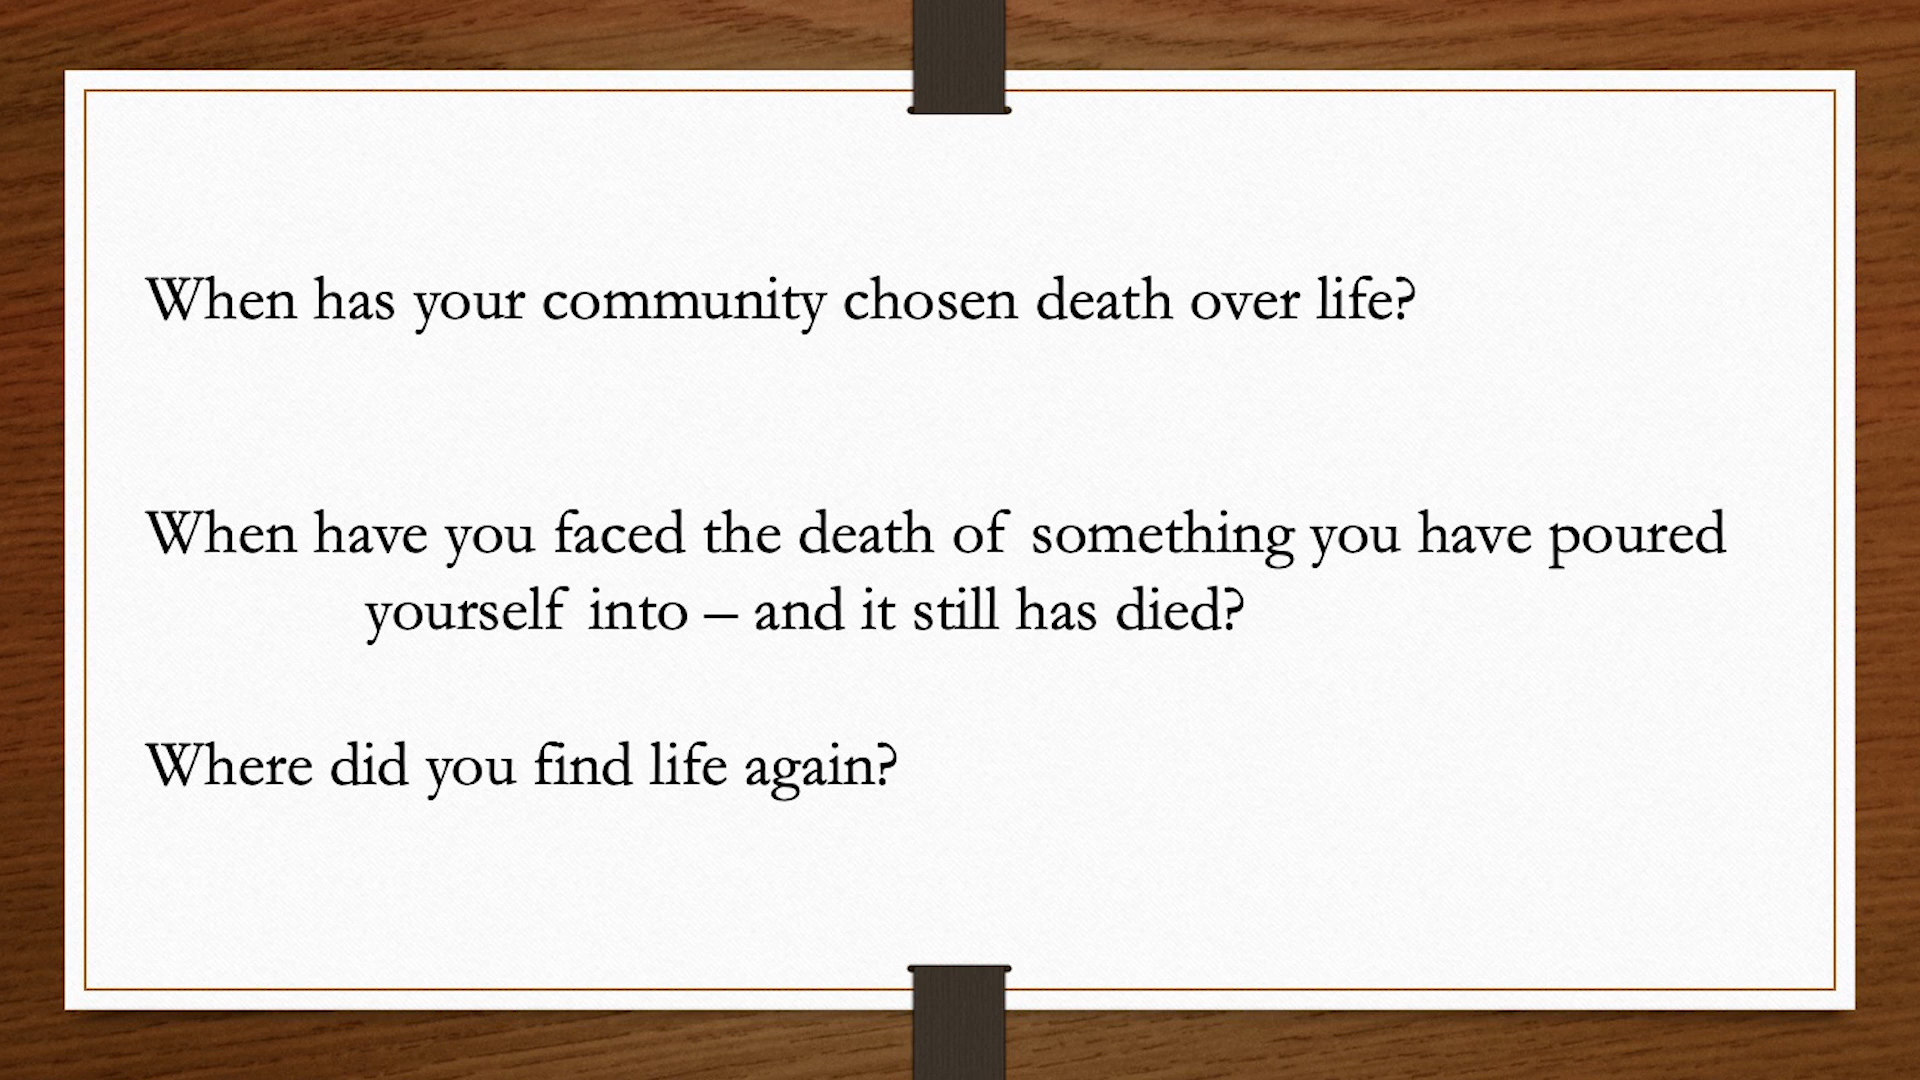 When has your community chosen death over life?
When have you faced the death of something you have poured
yourself into – and it still has died?
Where did you find life again?